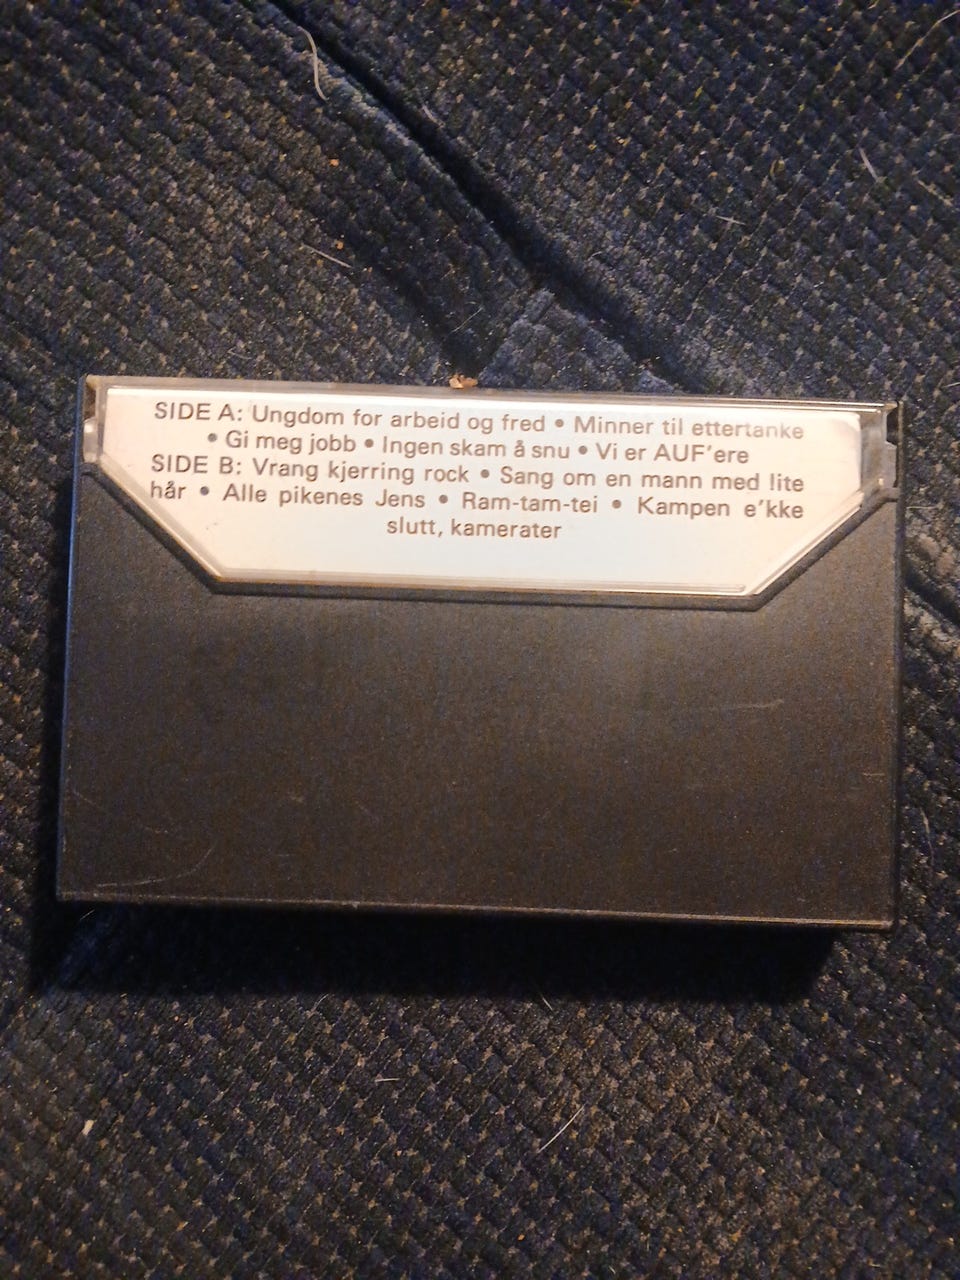 SIDE A: Ungdom for arbeid og fred • Minner til ettertanke
• Gi meg jobb • Ingen skam å snu • Vi er AUF'ere
SIDE B: Vrang kjerring rock • Sang om en mann med lite
hår • Alle pikenes Jens • Ram-tam-tei • Kampen e'kke
slutt, kamerater